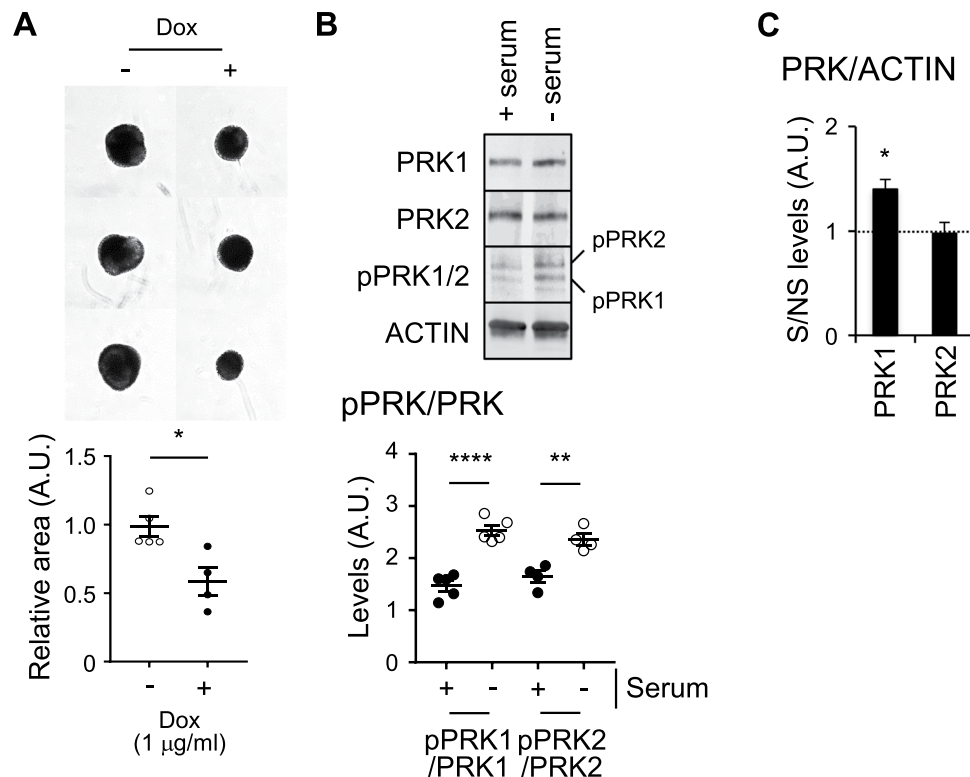 A
Dox
- +
1.5
1.0
0.5
0
Relative area (A.U.)
*
- +
Dox
(1 µg/ml)
B
+ serum
- serum
PRK1
PRK2
pPRK1/2
ACTIN
pPRK2
pPRK1
pPRK/PRK
4
3
2
1
0
Levels (A.U.)
**** **
+ - + -
Serum
pPRK1 pPRK2
/PRK1 /PRK2
C
PRK/ACTIN
2
1
0
S/NS levels (A.U.)
*
PRK1
PRK2